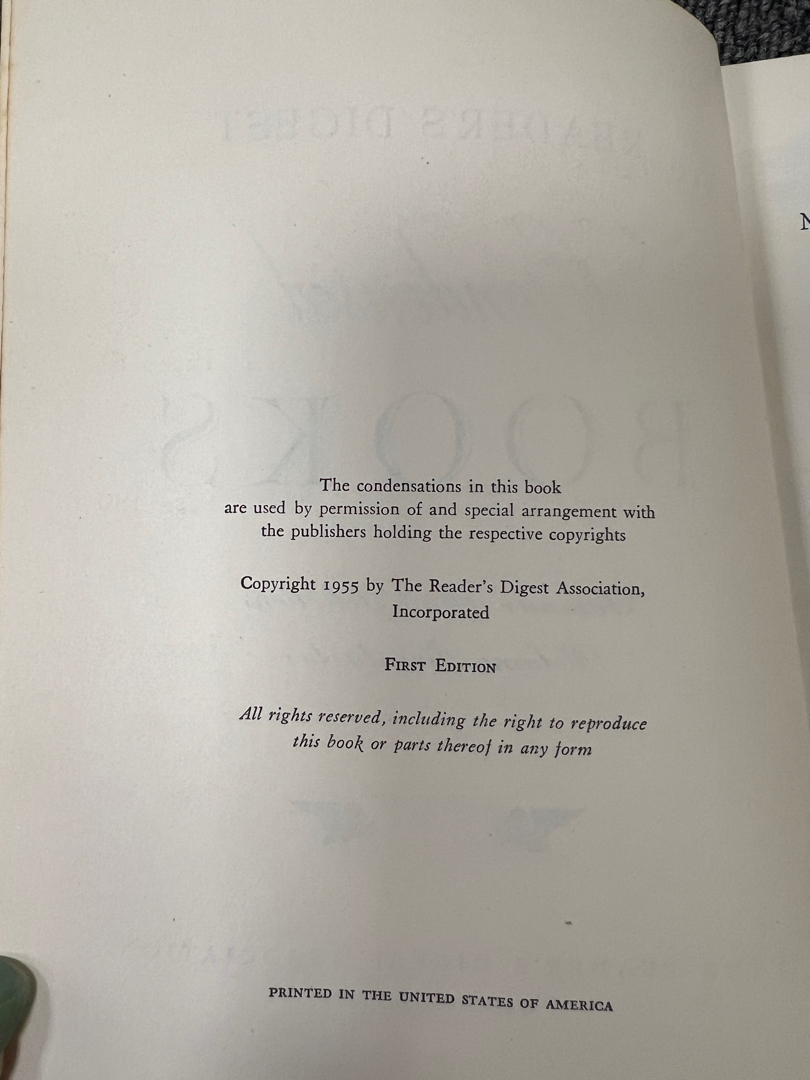 The condensations in this book
are used by permission of and special arrangement with
the publishers holding the respective copyrights
Copyright 1955 by The Reader's Digest Association,
Incorporated
First Edition
All rights reserved, including the right to reproduce
this book or parts thereof in any form
PRINTED IN THE UNITED STATES OF AMERICA